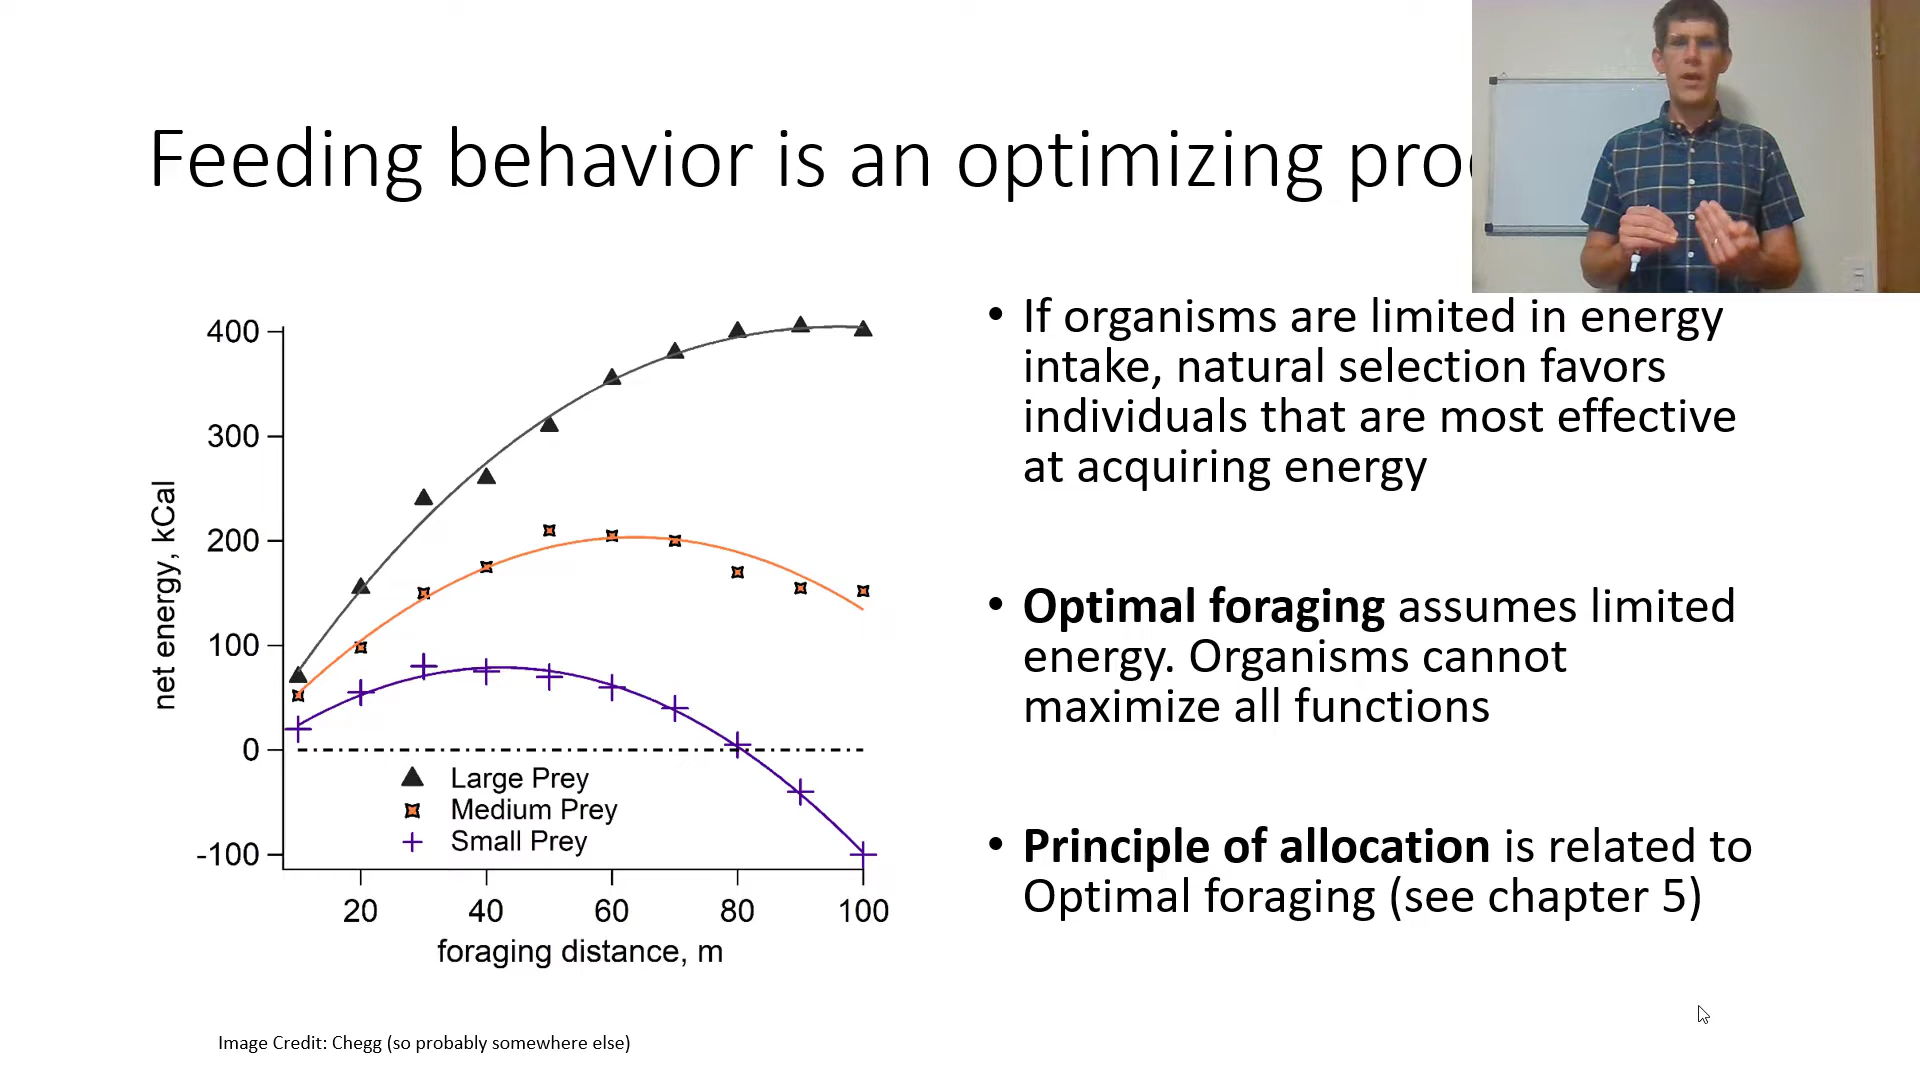 Feeding behavior is an optimizing
400
300
200
100
0
-100
net energy, kCal
Large Prey
Medium Prey
Small Prey
20 40 60 80 100
foraging distance, m
• If organisms are limited in energy
intake, natural selection favors
individuals that are most effective
at acquiring energy
• Optimal foraging assumes limited
energy. Organisms cannot
maximize all functions
• Principle of allocation is related to
Optimal foraging (see chapter 5)
Image Credit: Chegg (so probably somewhere else)